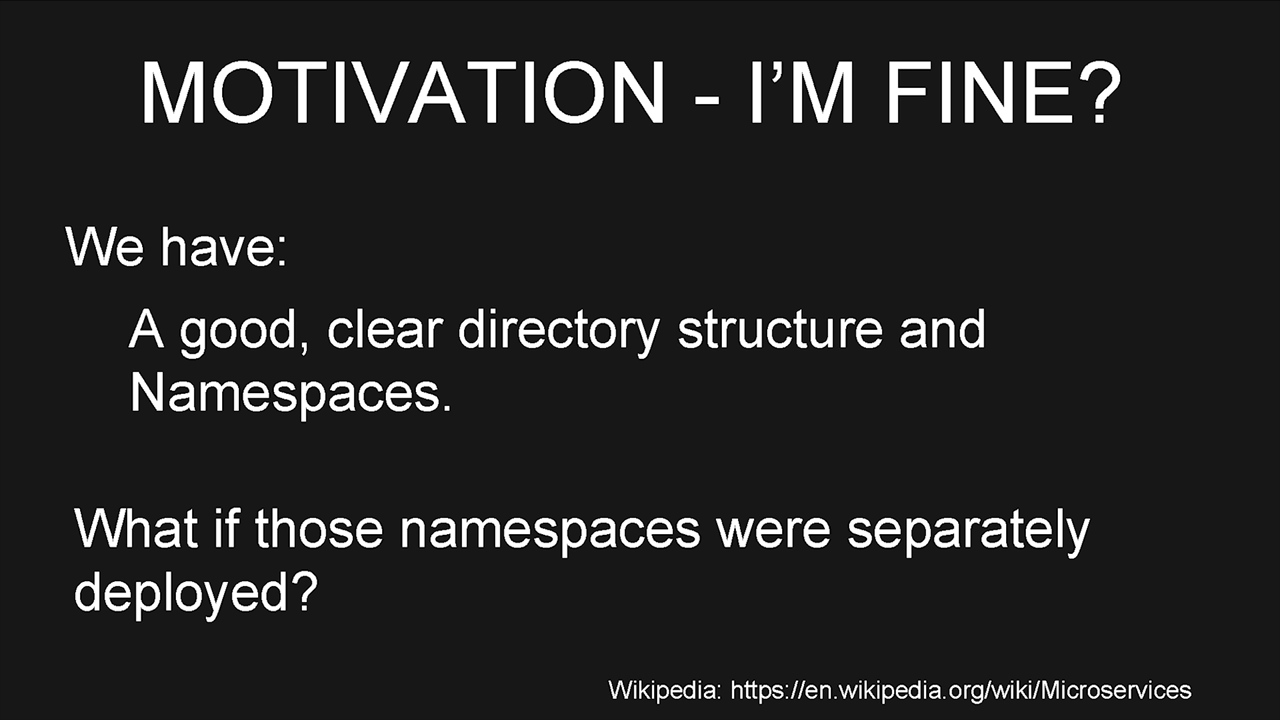 MOTIVATION - I’M FINE?
We have:
A good, clear directory structure and
Namespaces.
What if those namespaces were separately
deployed?
Wikipedia: https://en.wikipedia.org/wiki/Microservices